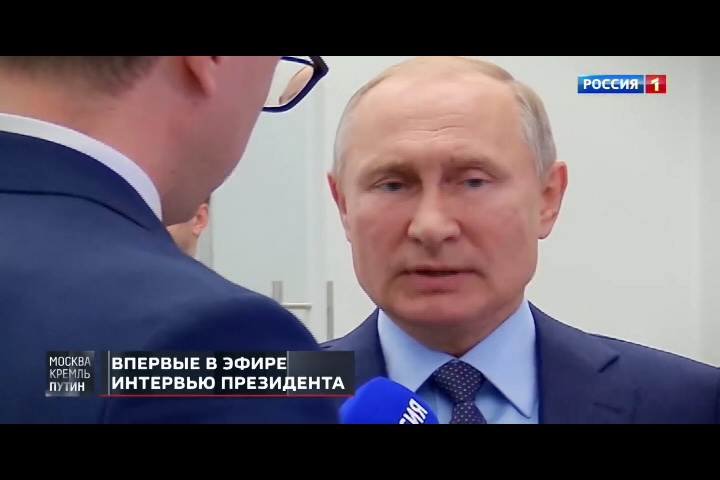 РОССИЯ 1
МОСКВА
КРЕМЛЬ
ПУТИН
ВПЕРВЫЕ В ЭФИРЕ
ИНТЕРВЬЮ ПРЕЗИДЕНТА